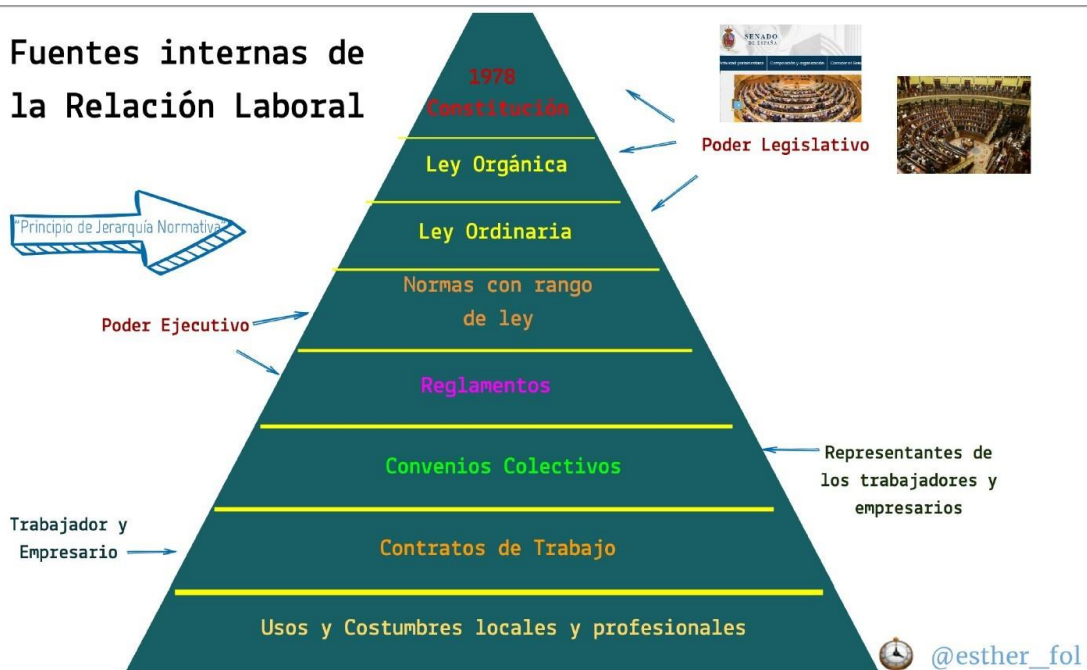 Fuentes internas de
la Relación Laboral
SENADO
DE ESPAÑA
1978
Constitución
Poder Legislativo
Ley Orgánica
"Principio de Jerarquía Normativa"
Ley Ordinaria
Normas con rango
de ley
Poder Ejecutivo
Reglamentos
Convenios Colectivos
Representantes de
los trabajadores y
empresarios
Trabajador y
Empresario
Contratos de Trabajo
Usos y Costumbres locales y profesionales
@esther_fol